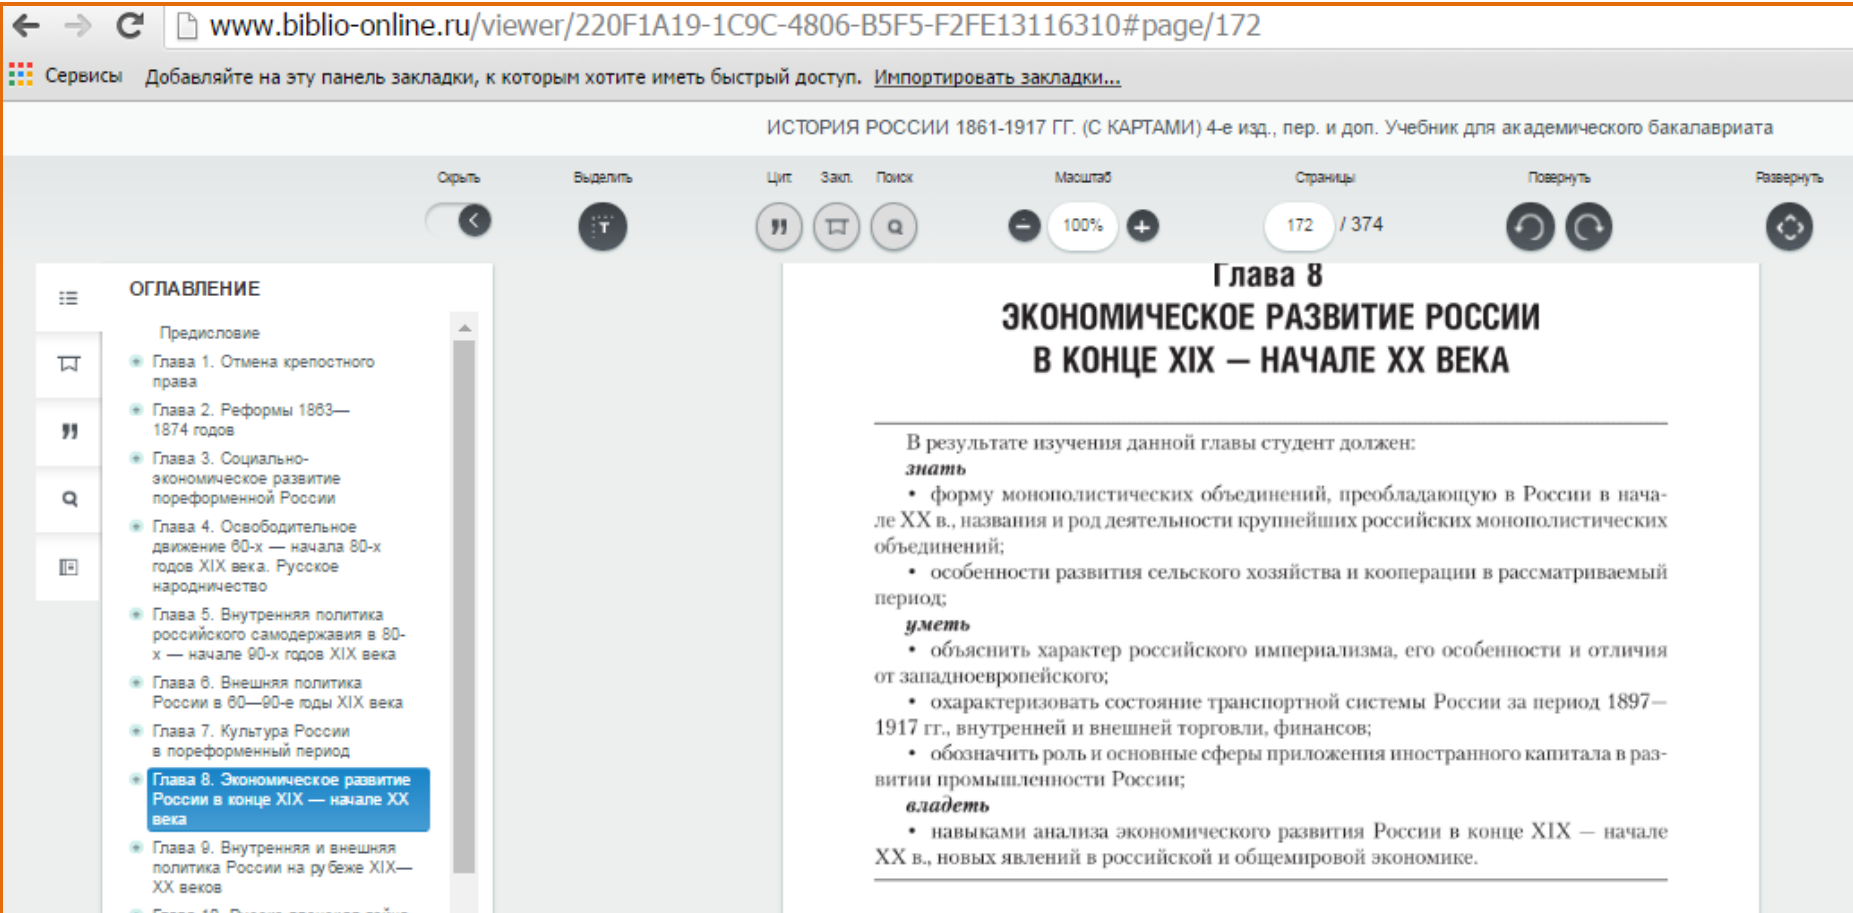 www.biblio-online.ru/viewer/220F1A19-1C9C-4806-B5F5-F2FE13116310#page/172
Сервисы Добавляйте на эту панель закладки, к которым хотите иметь быстрый доступ. Импортировать закладки...
ИСТОРИЯ РОССИИ 1861-1917 ГГ. (С КАРТАМИ) 4-е изд., пер. и доп. Учебник для академического бакалавриата
Скрыть Выделить Цит. Закл. Поиск Масштаб Страницы Повернуть Развернуть
100% 172 / 374
ОГЛАВЛЕНИЕ
Предисловие
Глава 1. Отмена крепостного
права
Глава 2. Реформы 1863—
1874 годов
Глава 3. Социально-
экономическое развитие
пореформенной России
Глава 4. Освободительное
движение 60-х — начала 80-х
годов XIX века. Русское
народничество
Глава 5. Внутренняя политика
российского самодержавия в 80-
х — начале 90-х годов XIX века
Глава 6. Внешняя политика
России в 60—90-е годы XIX века
Глава 7. Культура России
в пореформенный период
Глава 8. Экономическое развитие
России в конце XIX — начале XX
века
Глава 9. Внутренняя и внешняя
политика России на рубеже XIX—
XX веков
Глава 8
ЭКОНОМИЧЕСКОЕ РАЗВИТИЕ РОССИИ
В КОНЦЕ XIX — НАЧАЛЕ XX ВЕКА
В результате изучения данной главы студент должен:
знать
• форму монополистических объединений, преобладающую в России в нача-
ле XX в., названия и род деятельности крупнейших российских монополистических
объединений;
• особенности развития сельского хозяйства и кооперации в рассматриваемый
период;
уметь
• объяснить характер российского империализма, его особенности и отличия
от западноевропейского;
• охарактеризовать состояние транспортной системы России за период 1897—
1917 гг., внутренней и внешней торговли, финансов;
• обозначить роль и основные сферы приложения иностранного капитала в раз-
витии промышленности России;
владеть
• навыками анализа экономического развития России в конце XIX — начале
XX в., новых явлений в российской и общемировой экономике.